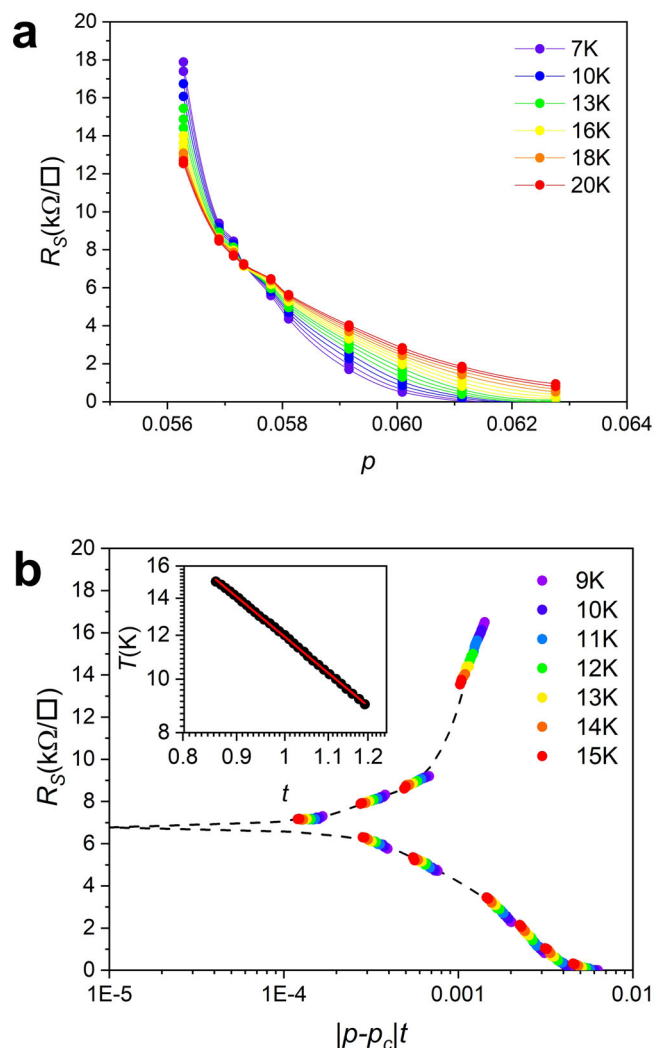 a
20
18
16
14
12
10
8
6
4
2
0
R_S(kΩ/□)
7K
10K
13K
16K
18K
20K
0.056
0.058
0.060
0.062
0.064
p
b
20
18
16
14
12
10
8
6
4
2
0
R_S(kΩ/□)
16
14
12
10
8
T(K)
0.8
0.9
1
1.1
1.2
t
9K
10K
11K
12K
13K
14K
15K
1E-5
1E-4
0.001
0.01
|p-p_c|t